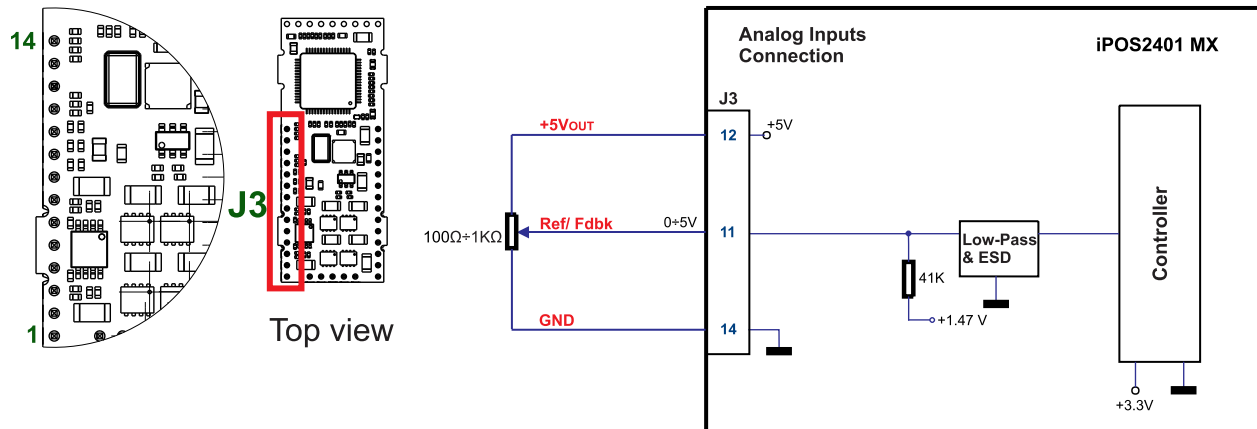 14
1
J3
Top view
Analog Inputs
Connection
iPOS2401 MX
J3
+5VOUT
12
+5V
100Ω÷1KΩ
Ref/ Fdbk
0÷5V
11
Low-Pass
& ESD
41K
+1.47 V
GND
14
Controller
+3.3V